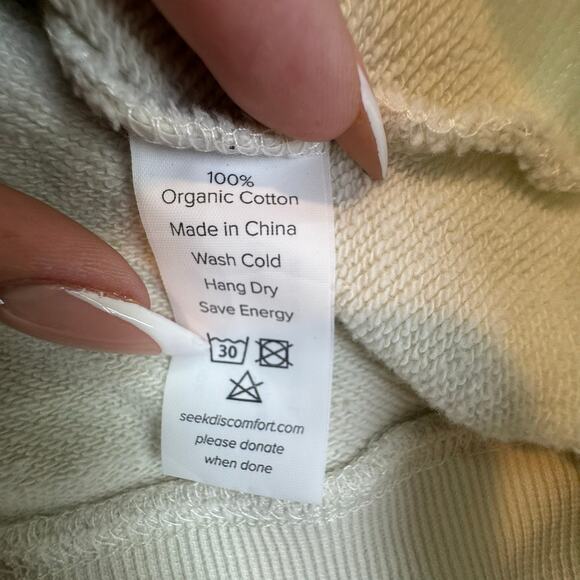 100%
Organic Cotton
Made in China
Wash Cold
Hang Dry
Save Energy
30
seekdiscomfort.com
please donate
when done